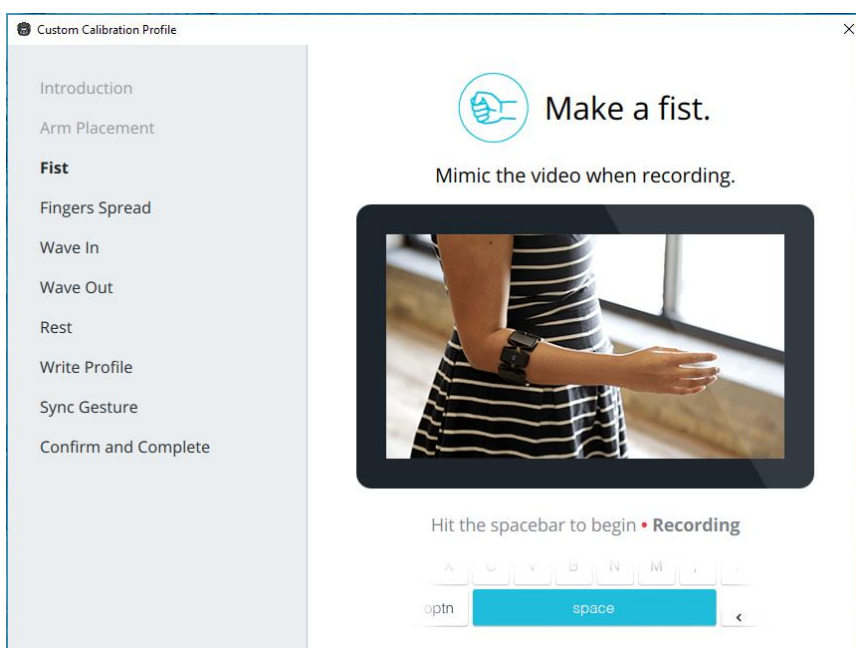 Custom Calibration Profile
Introduction
Arm Placement
Fist
Fingers Spread
Wave In
Wave Out
Rest
Write Profile
Sync Gesture
Confirm and Complete
Make a fist.
Mimic the video when recording.
Hit the spacebar to begin • Recording
X C V B N M ,
optn space